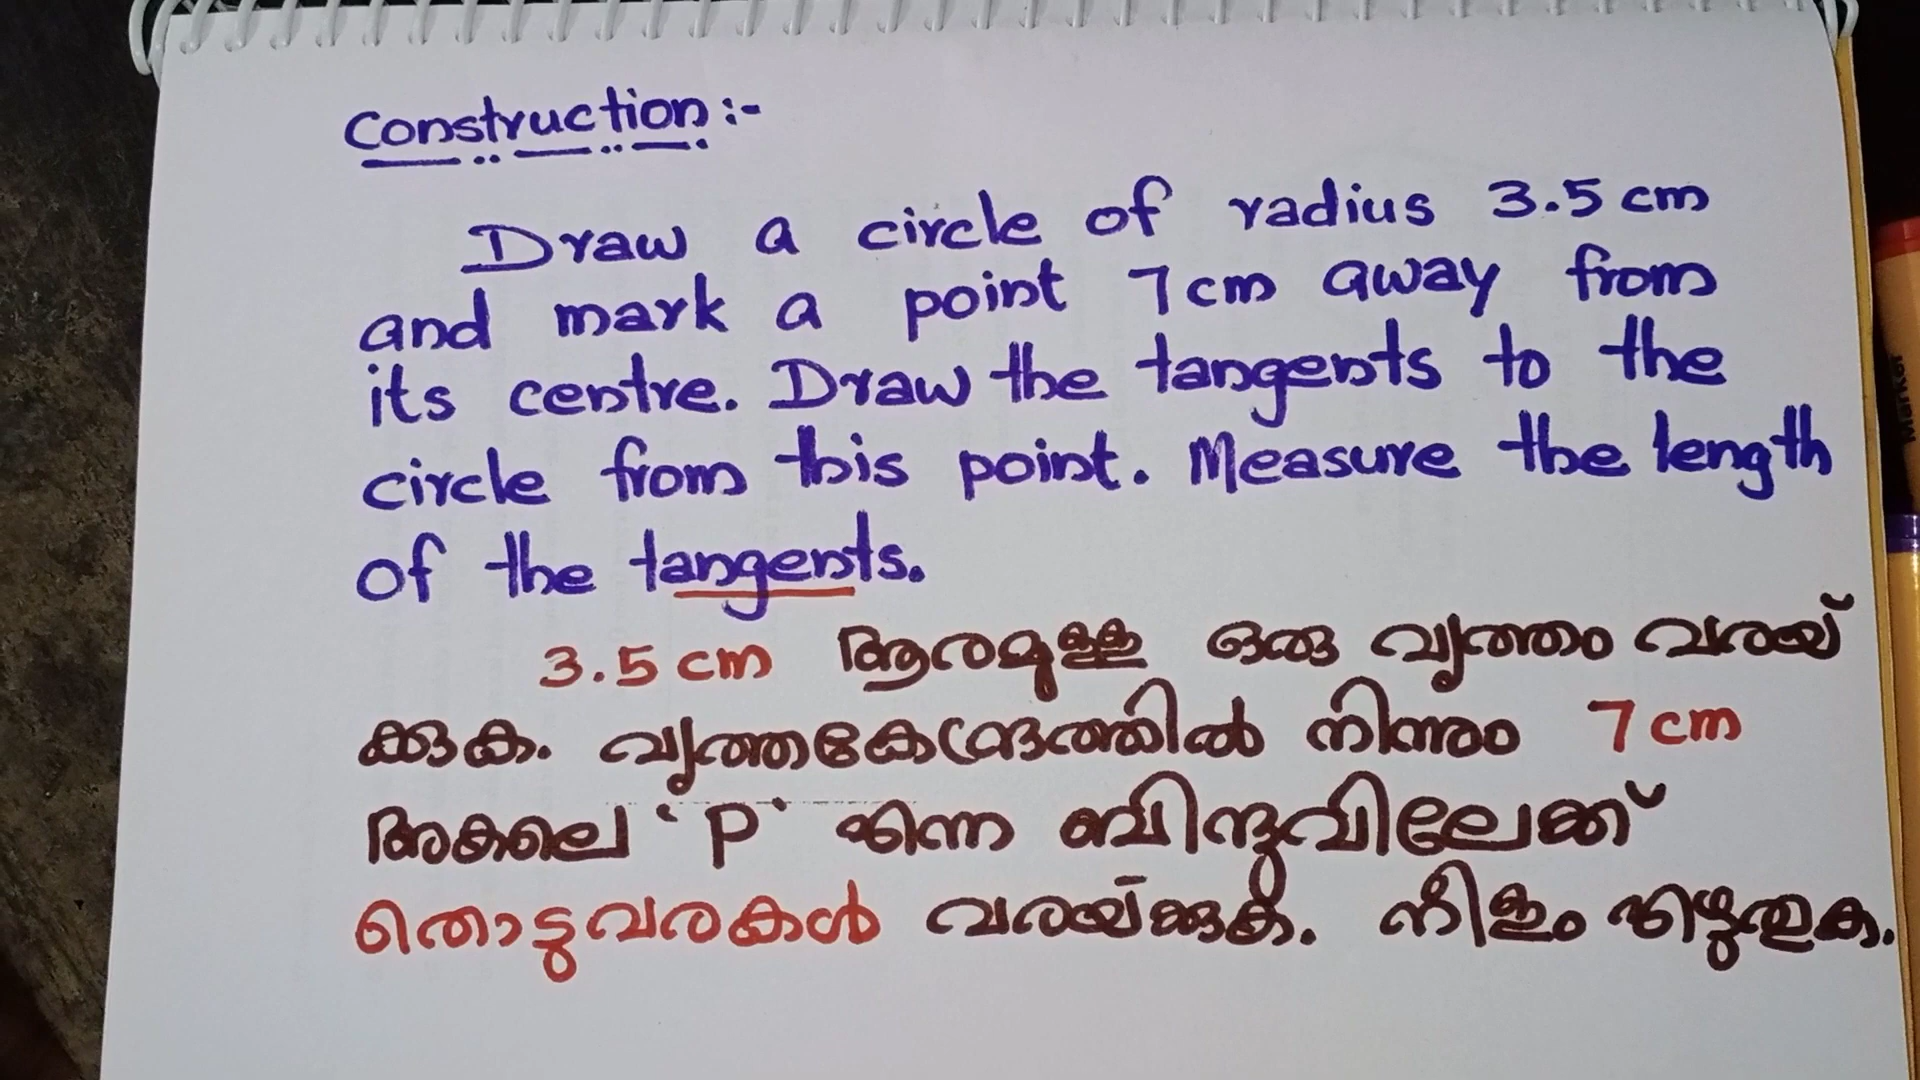 Construction:-
Draw a circle of radius 3.5 cm
and mark a point 7cm away from
its centre. Draw the tangents to the
circle from this point. Measure the length
of the tangents.
3.5 cm ആരമുള്ള ഒരു വൃത്തം വരയ്
ക്കുക. വൃത്തകേന്ദ്രത്തിൽ നിന്നും 7cm
അകലെ 'P' എന്ന ബിന്ദുവിലേക്ക്
തൊടുവരകൾ വരയ്ക്കുക. നീളം എഴുതുക.
Marker